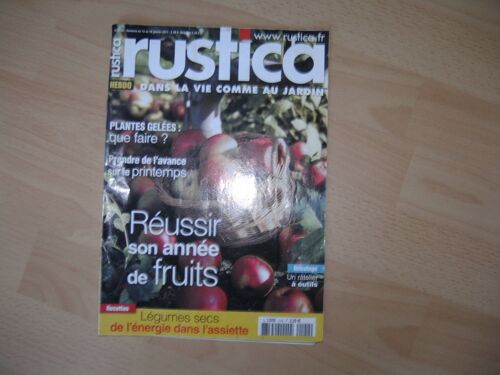 www.rustica.fr
rustica
rustica
HEBDO
DANS LA VIE COMME AU JARDIN
PLANTES GELÉES :
que faire ?
Prendre de l'avance
sur le printemps
Réussir
son année
de fruits
Bricolage
Un râtelier
à outils
Recettes
Légumes secs
de l'énergie dans l'assiette